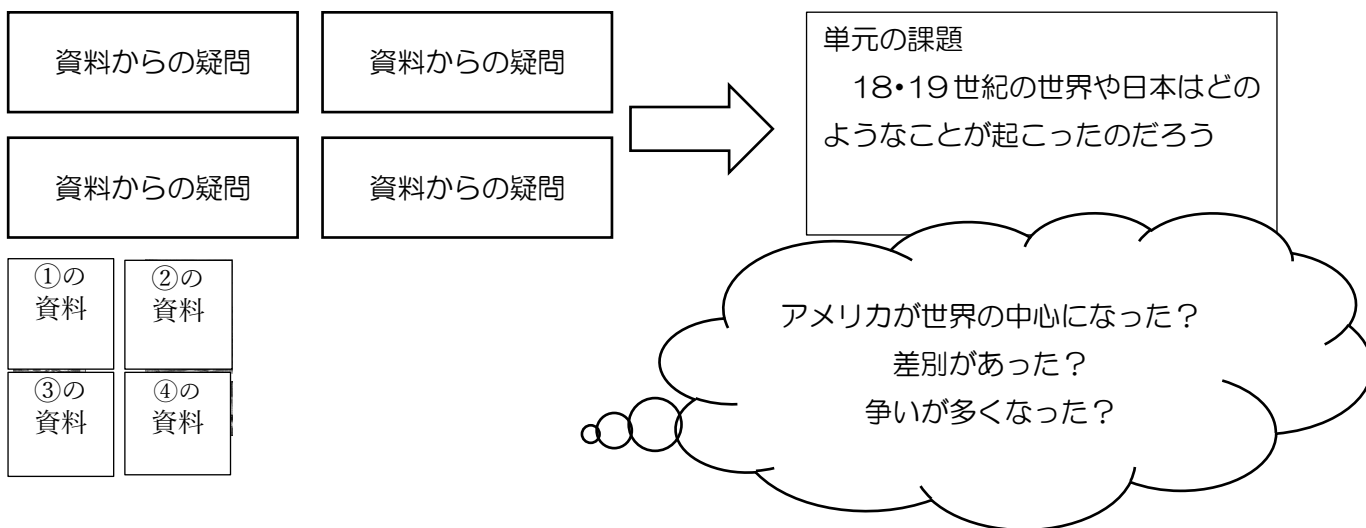 資料からの疑問
資料からの疑問
資料からの疑問
資料からの疑問
単元の課題
18・19世紀の世界や日本はどの
ようなことが起こったのだろう
①の
資料
②の
資料
③の
資料
④の
資料
アメリカが世界の中心になった？
差別があった？
争いが多くなった？